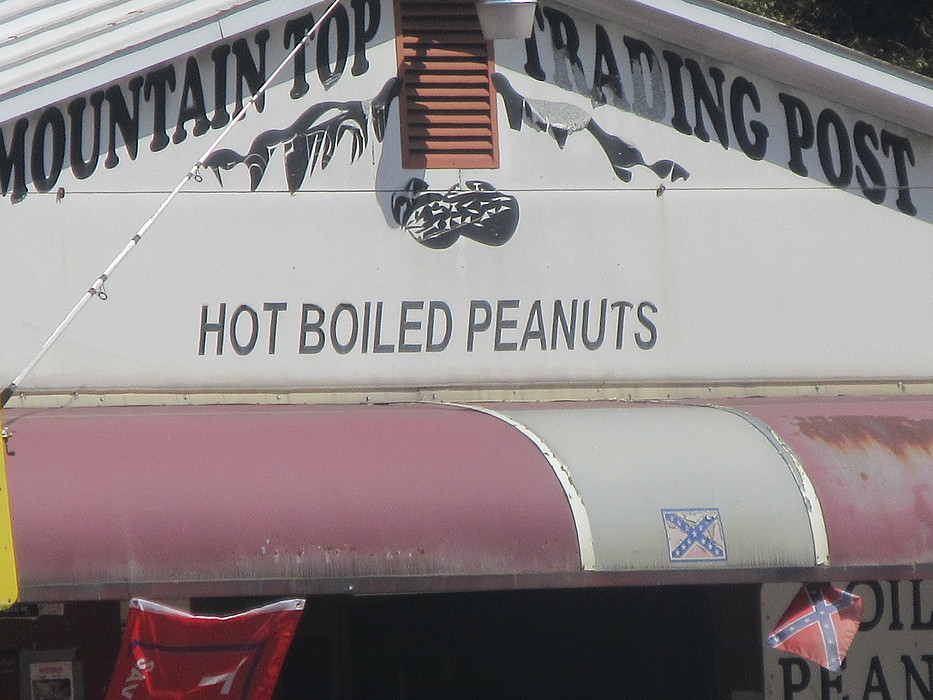 MOUNTAIN TOP TRADING POST
HOT BOILED PEANUTS